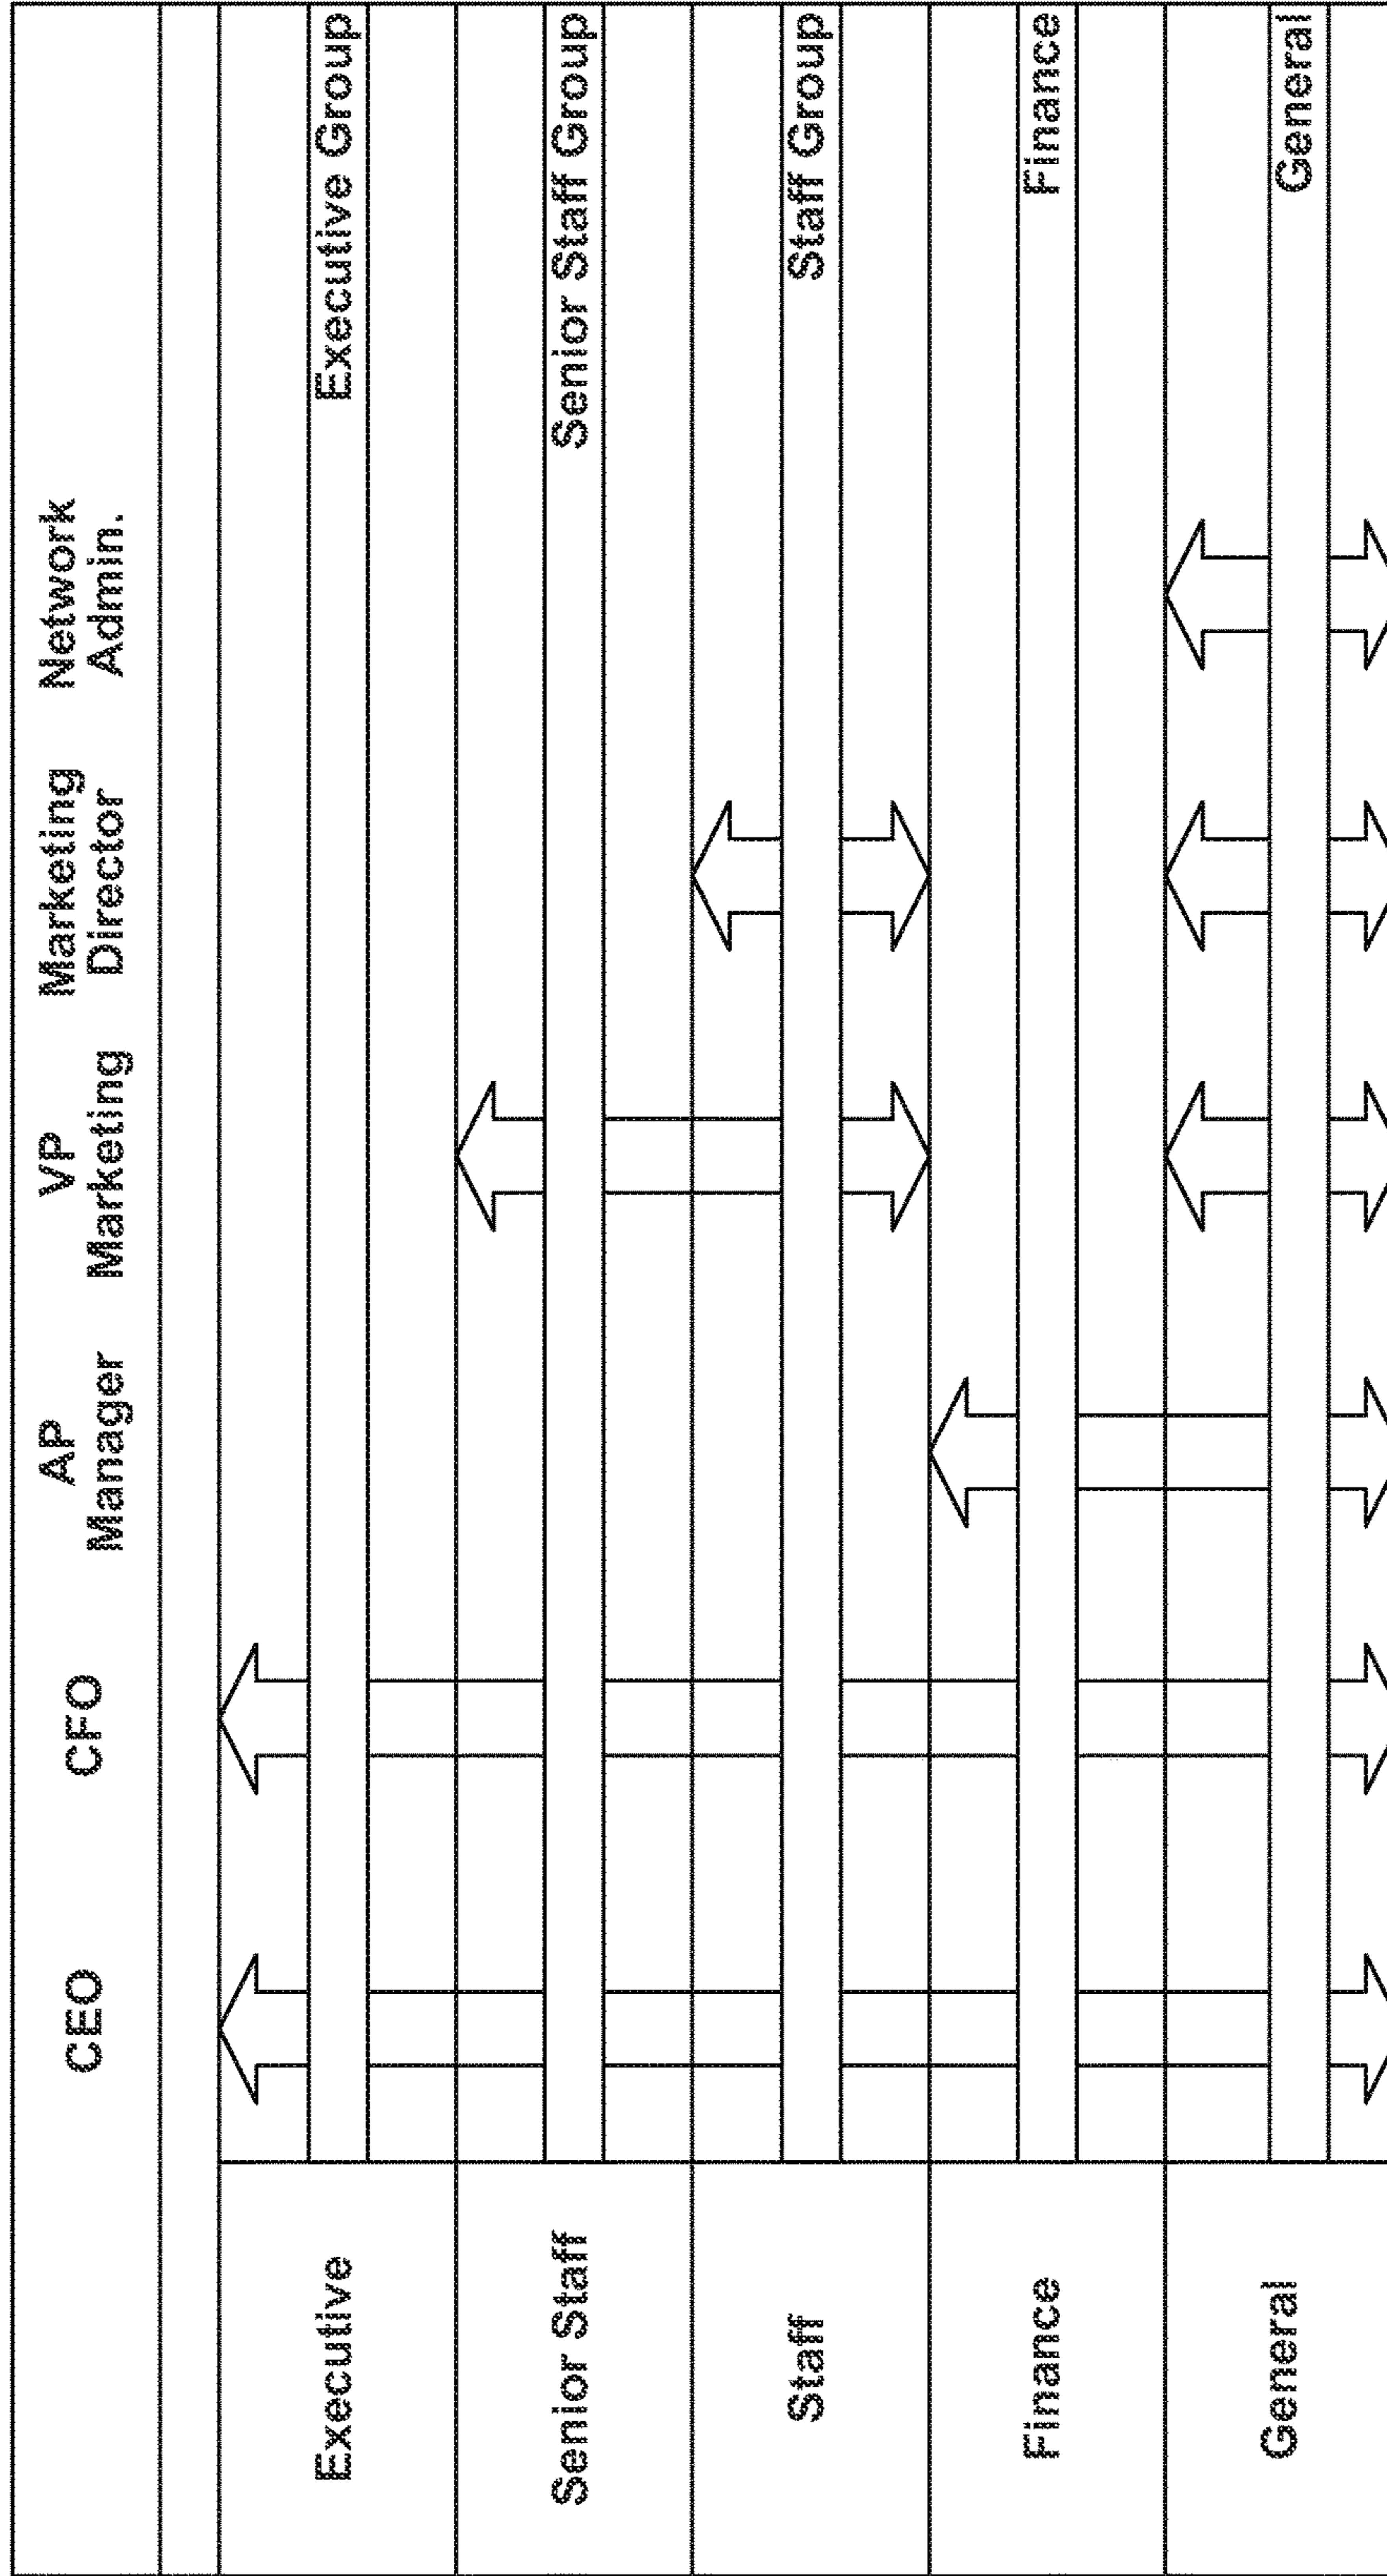 CEO
CFO
AP
Manager
VP
Marketing
Marketing
Director
Network
Admin.
Executive
Executive Group
Senior Staff
Senior Staff Group
Staff
Staff Group
Finance
Finance
General
General